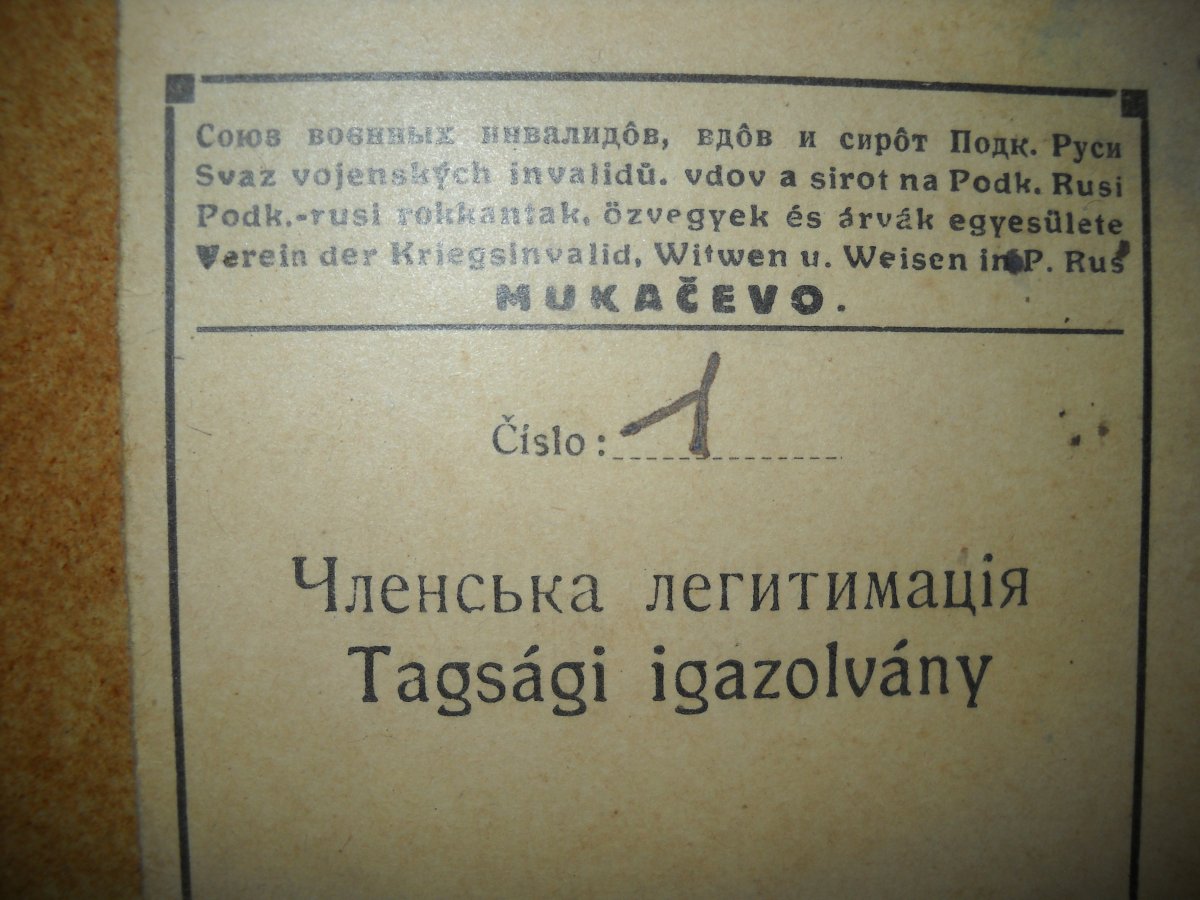 Союз воєнных инвалидôв, вдôв и сирôт Подк. Руси
Svaz vojenských invalidů. vdov a sirot na Podk. Rusi
Podk.-rusi rokkantak, özvegyek és árvák egyesülete
Verein der Kriegsinvalid, Witwen u. Weisen in P. Rus
MUKAČEVO.
Číslo: 1
Членська легитимація
Tagsági igazolvány